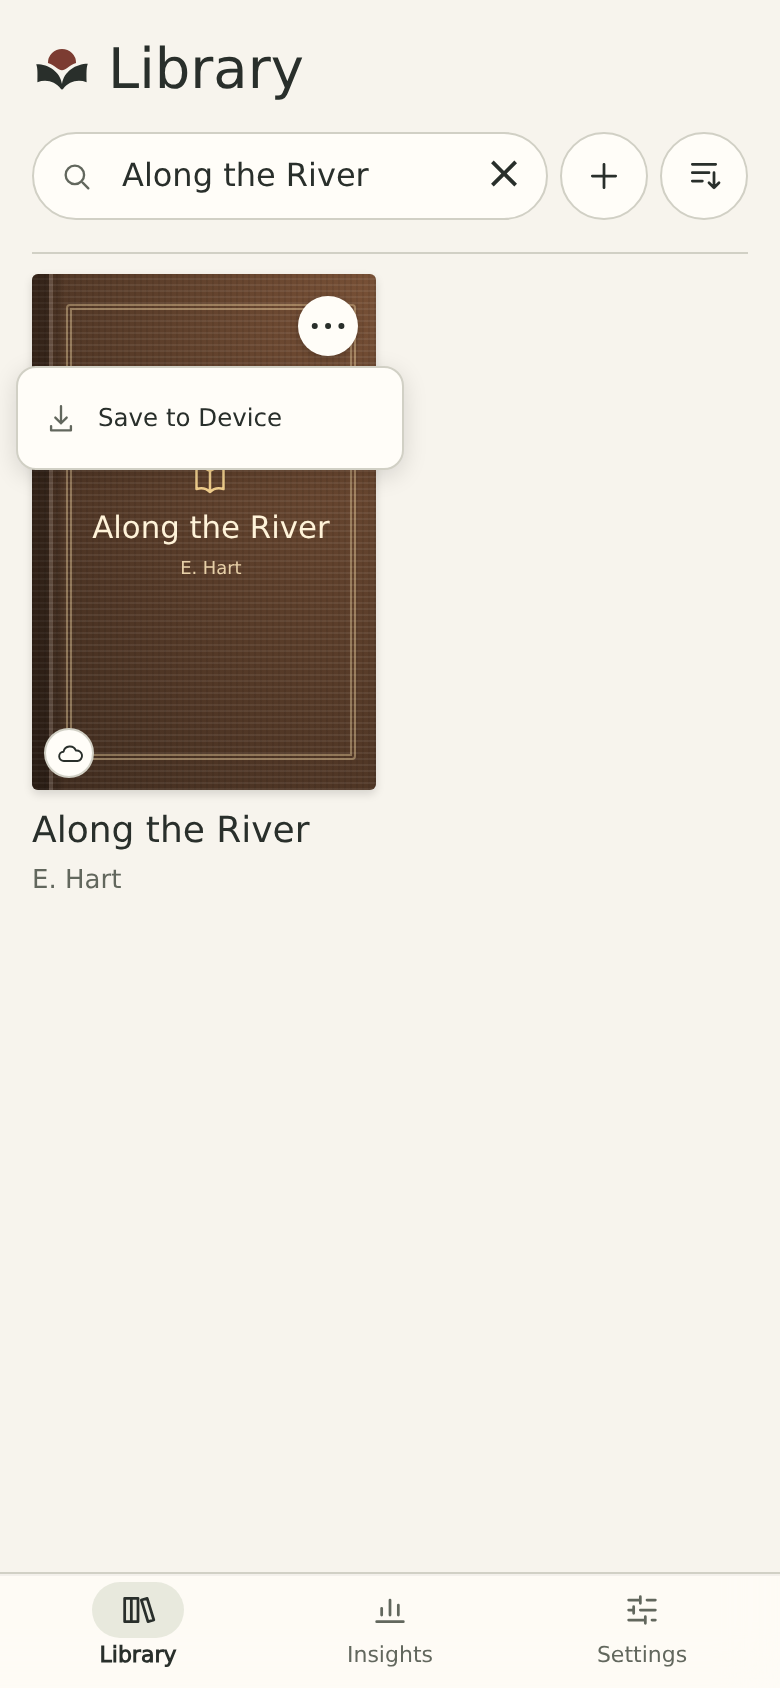 Library
Along the River
Save to Device
Along the River
E. Hart
Along the River
E. Hart
Library
Insights
Settings